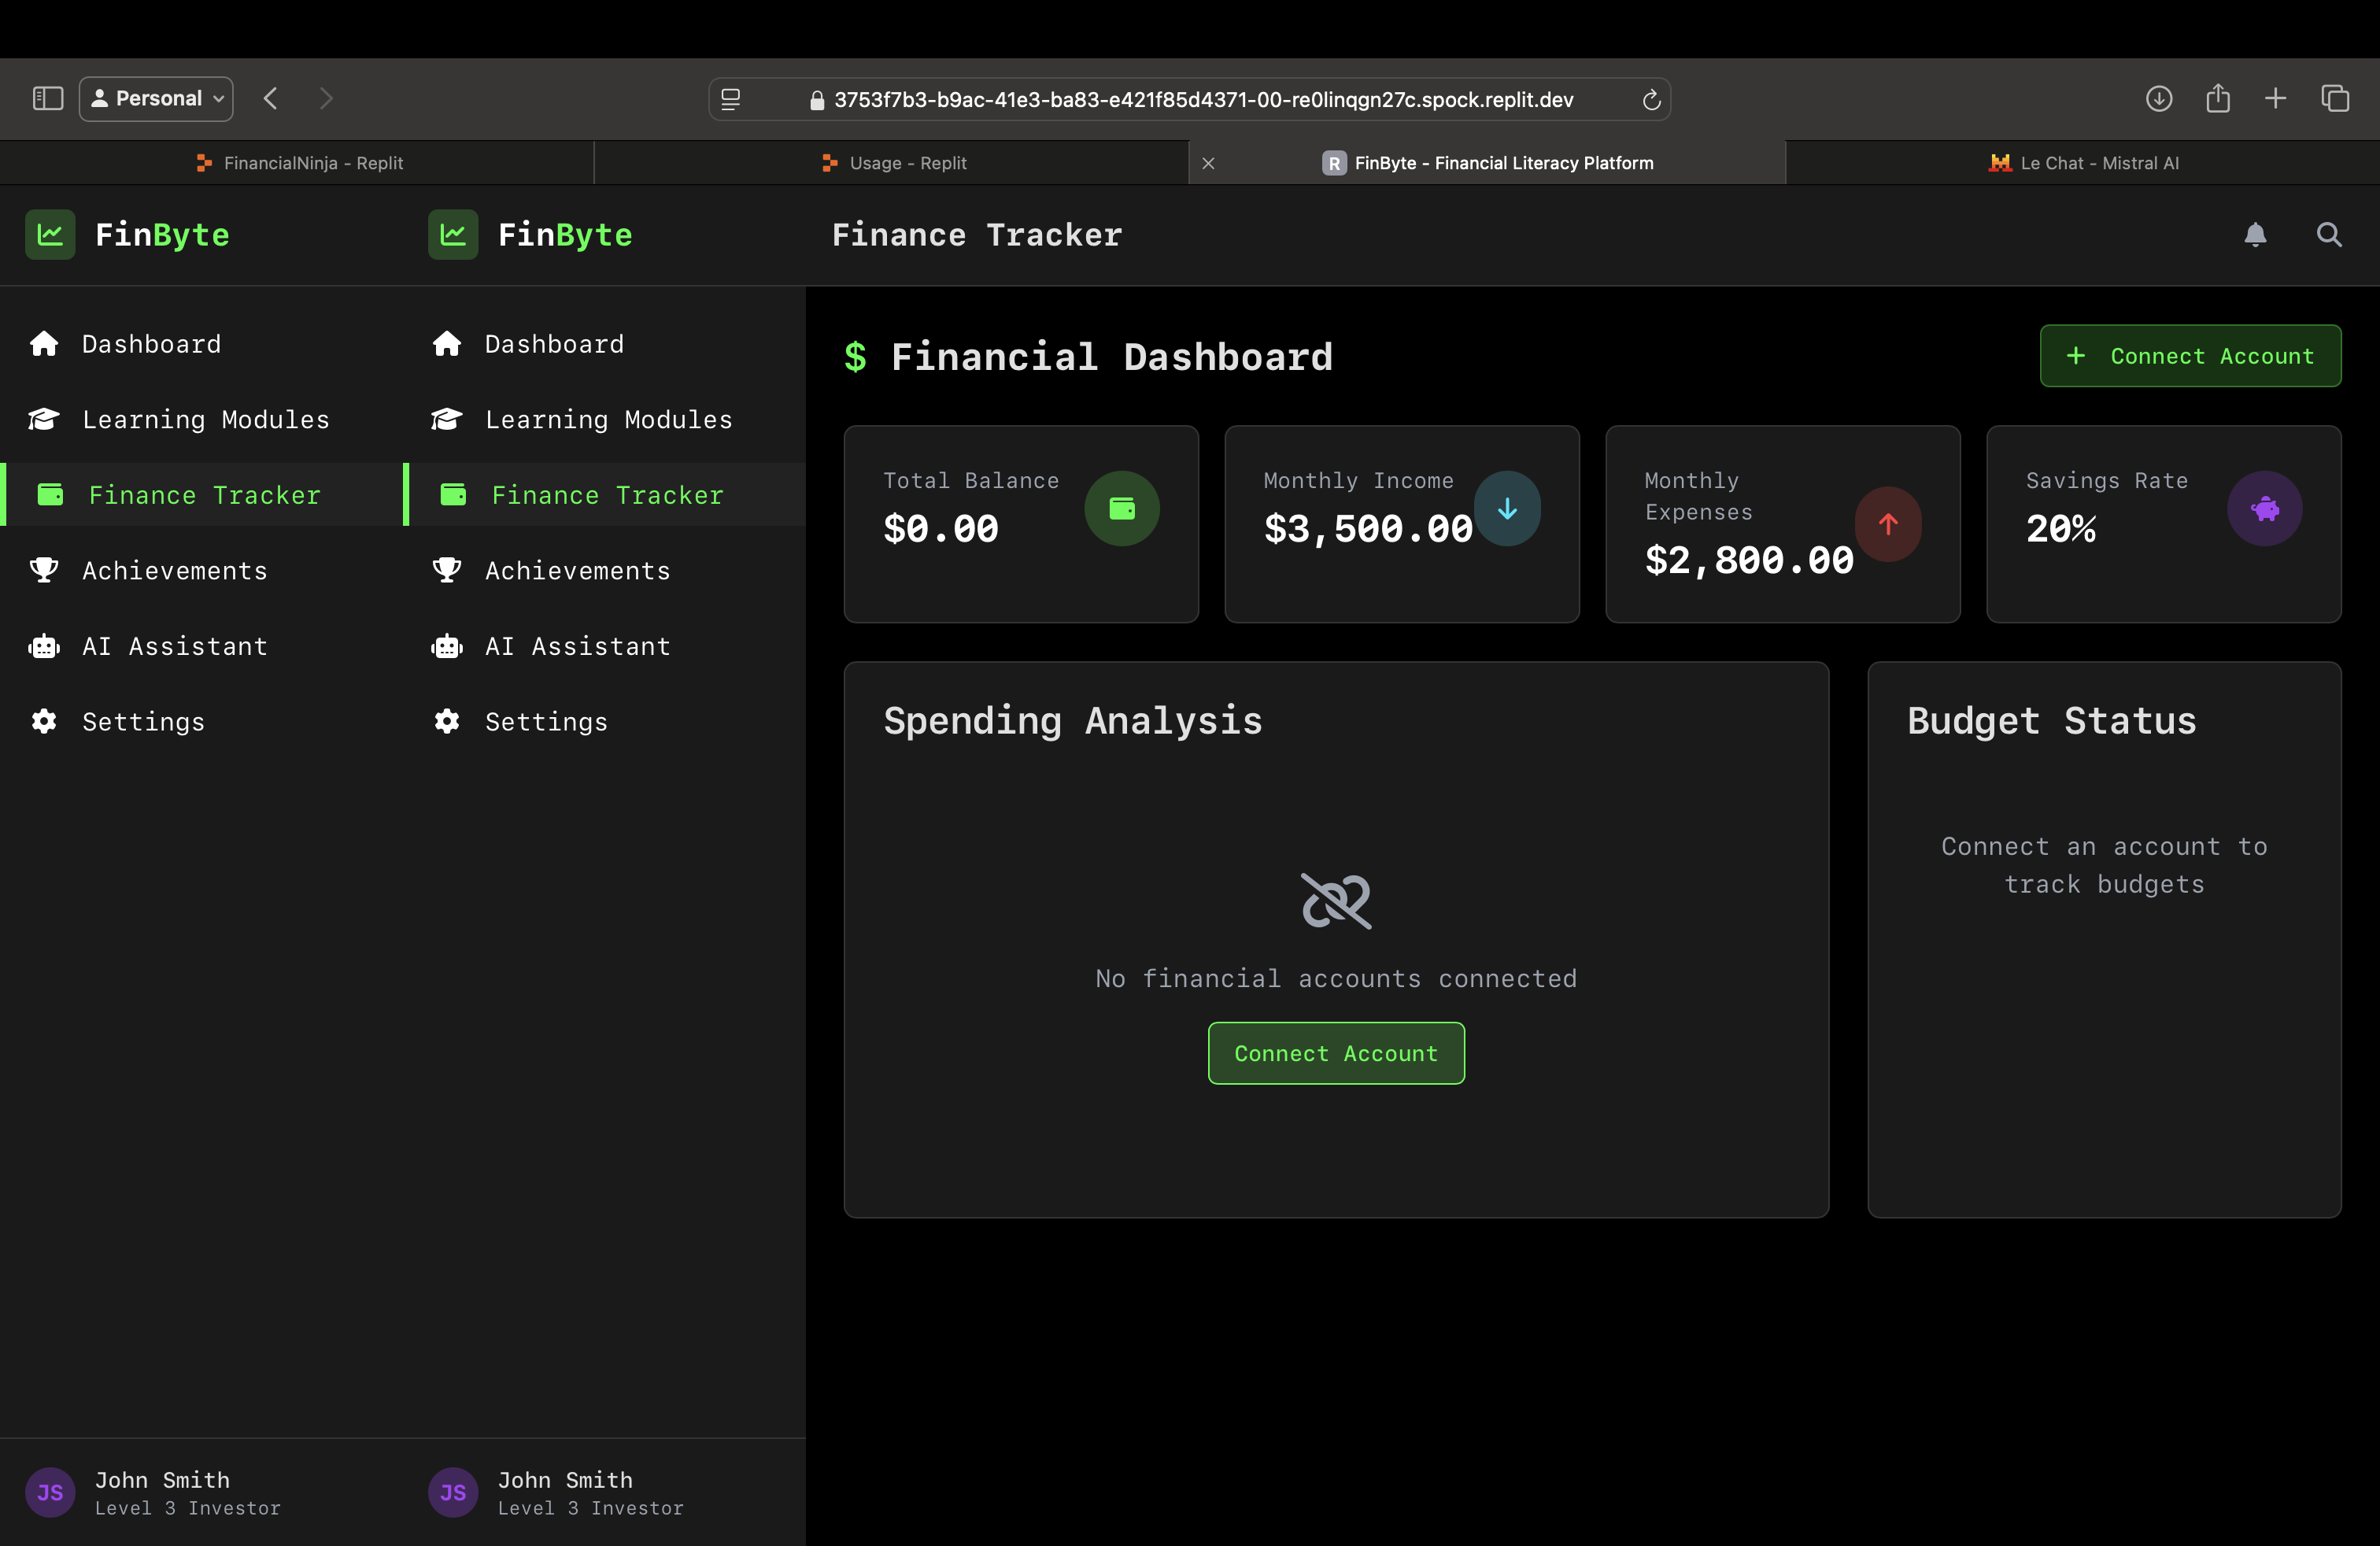 Personal
3753f7b3-b9ac-41e3-ba83-e421f85d4371-00-re0linqgn27c.spock.replit.dev
FinancialNinja - Replit
Usage - Replit
R FinByte - Financial Literacy Platform
Le Chat - Mistral AI
FinByte
Dashboard
Learning Modules
Finance Tracker
Achievements
AI Assistant
Settings
JS
John Smith
Level 3 Investor
FinByte
Dashboard
Learning Modules
Finance Tracker
Achievements
AI Assistant
Settings
JS
John Smith
Level 3 Investor
Finance Tracker
$ Financial Dashboard
+ Connect Account
Total Balance
$0.00
Monthly Income
$3,500.00
Monthly
Expenses
$2,800.00
Savings Rate
20%
Spending Analysis
No financial accounts connected
Connect Account
Budget Status
Connect an account to
track budgets